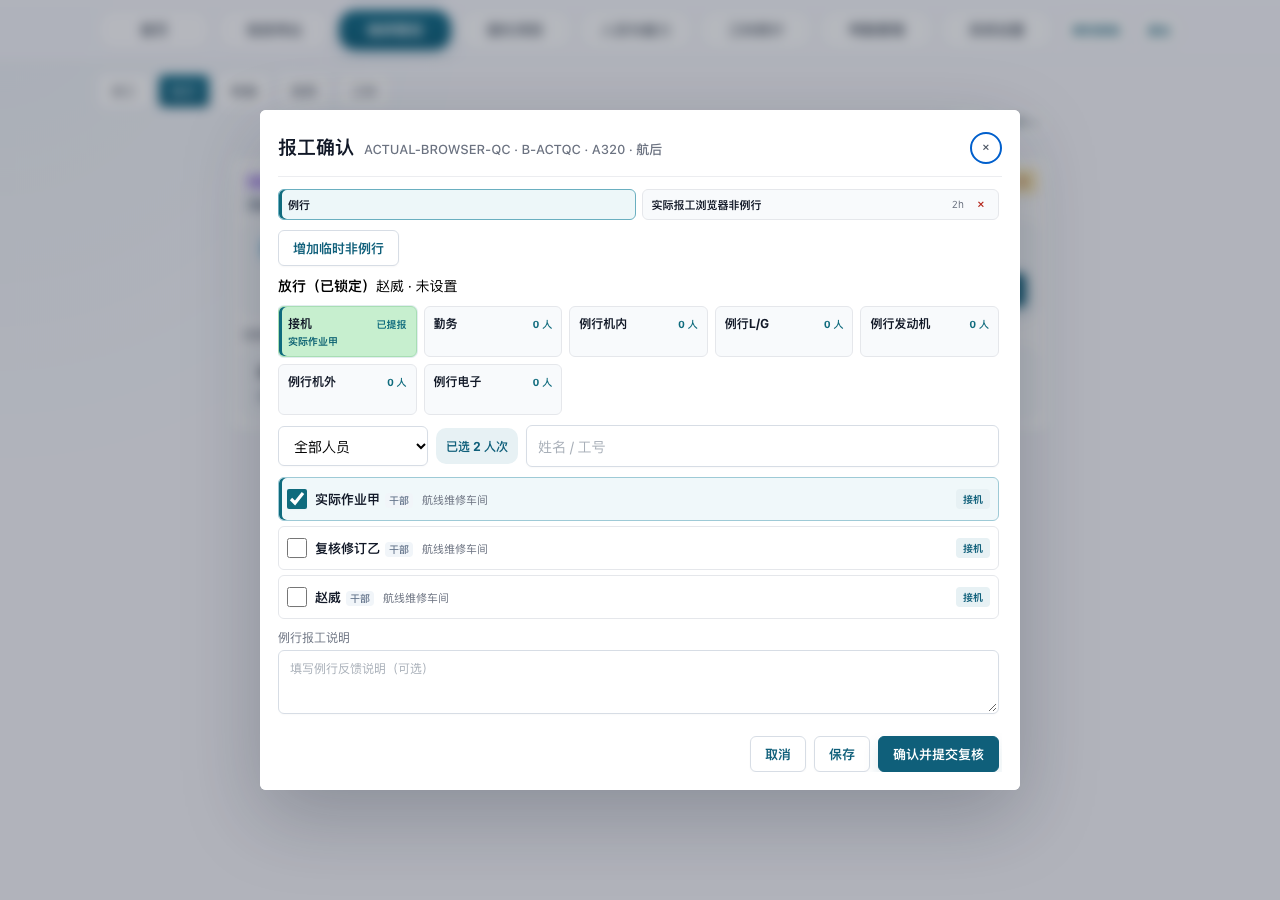 报工确认 ACTUAL-BROWSER-QC · B-ACTQC · A320 · 航后 ×
例行
实际报工浏览器非例行 2h ×
增加临时非例行
放行（已锁定）赵威 · 未设置
接机 已提报
实际作业甲
勤务 0 人
例行机内 0 人
例行L/G 0 人
例行发动机 0 人
例行机外 0 人
例行电子 0 人
全部人员 已选 2 人次 姓名 / 工号
实际作业甲 干部 航线维修车间 接机
复核修订乙 干部 航线维修车间 接机
赵威 干部 航线维修车间 接机
例行报工说明
填写例行反馈说明（可选）
取消 保存 确认并提交复核